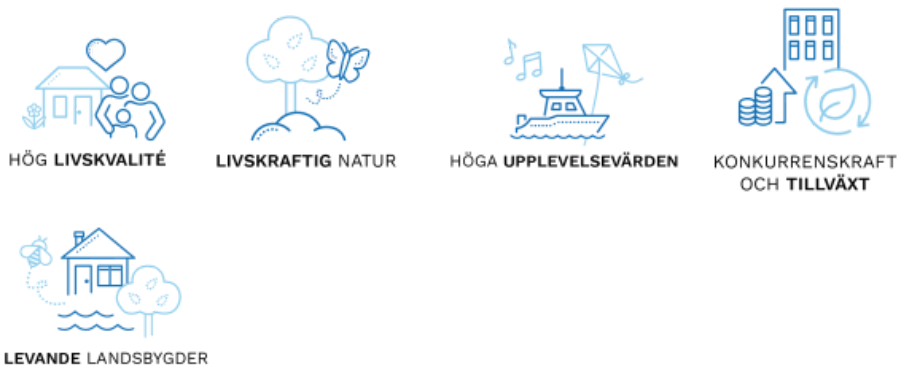 HÖG LIVSKVALITÉ
LIVSKRAFTIG NATUR
HÖGA UPPLEVELSEVÄRDEN
KONKURRENSKRAFT
OCH TILLVÄXT
LEVANDE LANDSBYGDER